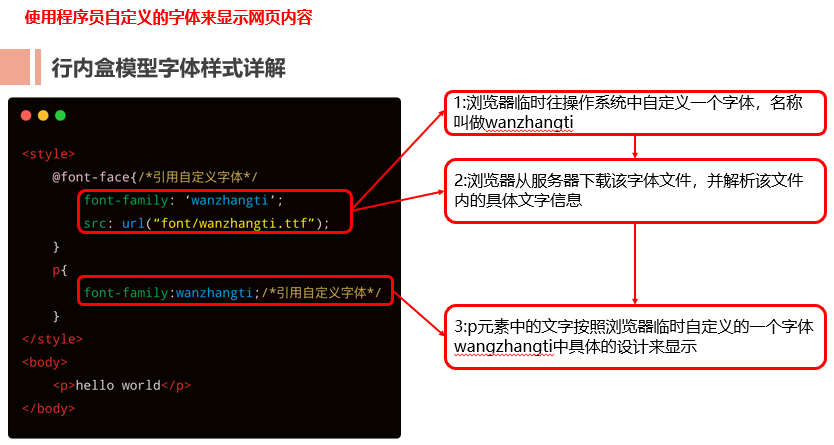 使用程序员自定义的字体来显示网页内容
行内盒模型字体样式详解
<style>
@font-face{/*引用自定义字体*/
font-family: ‘wanzhangti’;
src: url(“font/wanzhangti.ttf”);
}
p{
font-family:wanzhangti;/*引用自定义字体*/
}
</style>
<body>
<p>hello world</p>
</body>
1:浏览器临时往操作系统中自定义一个字体，名称
叫做wanzhangti
2:浏览器从服务器下载该字体文件，并解析该文件
内的具体文字信息
3:p元素中的文字按照浏览器临时自定义的一个字体
wangzhangti中具体的设计来显示